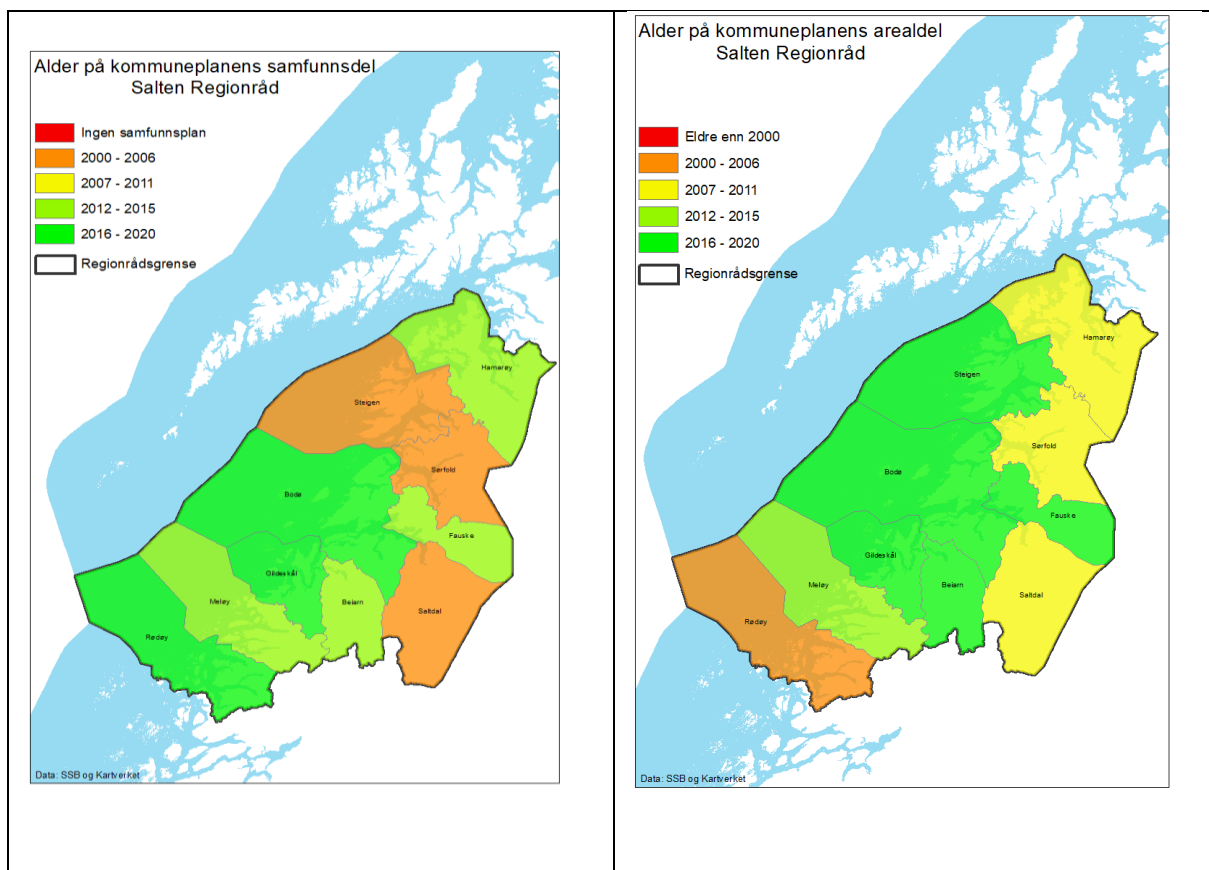 Alder på kommuneplanens samfunnsdel
Salten Regionråd
Ingen samfunnsplan
2000 - 2006
2007 - 2011
2012 - 2015
2016 - 2020
Regionrådsgrense
Hamarøy
Steigen
Sørfold
Bodø
Fauske
Gildeskål
Meløy
Beiarn
Saltdal
Rødøy
Data: SSB og Kartverket
Alder på kommuneplanens arealdel
Salten Regionråd
Eldre enn 2000
2000 - 2006
2007 - 2011
2012 - 2015
2016 - 2020
Regionrådsgrense
Hamarøy
Steigen
Sørfold
Bodø
Fauske
Gildeskål
Meløy
Beiarn
Saltdal
Rødøy
Data: SSB og Kartverket